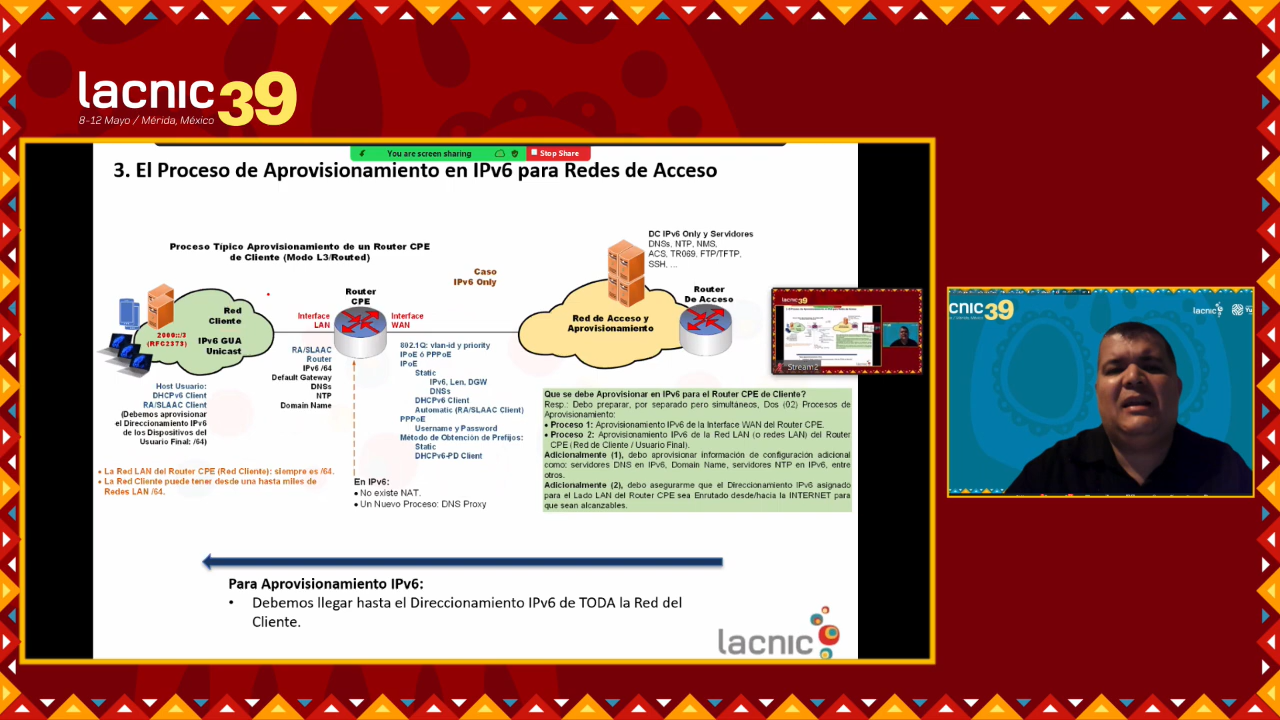 lacnic 39
8-12 Mayo / Mérida, México
You are screen sharing
Stop Share
3. El Proceso de Aprovisionamiento en IPv6 para Redes de Acceso
Proceso Típico Aprovisionamiento de un Router CPE
de Cliente (Modo L3/Routed)
Caso
IPv6 Only
DC IPv6 Only y Servidores
DNSs, NTP, NMS,
ACS, TR069, FTP/TFTP,
SSH, ...
Router
CPE
Router
De Acceso
Red
Cliente
IPv6 GUA
Unicast
2000::/3
(RFC2373)
Interface
LAN
Interface
WAN
Red de Acceso y
Aprovisionamiento
RA/SLAAC
Router
IPv6 /64
Default Gateway
DNSs
NTP
Domain Name
802.1Q: vlan-id y priority
IPoE ó PPPoE
IPoE
Static
IPv6, Len, DGW
DNSs
DHCPv6 Client
Automatic (RA/SLAAC Client)
PPPoE
Username y Password
Método de Obtención de Prefijos:
Static
DHCPv6-PD Client
Host Usuario:
DHCPv6 Client
RA/SLAAC Client
(Debemos aprovisionar
el Direccionamiento IPv6
de los Dispositivos del
Usuario Final: /64)
• La Red LAN del Router CPE (Red Cliente): siempre es /64.
• La Red Cliente puede tener desde una hasta miles de
Redes LAN /64.
En IPv6:
• No existe NAT.
• Un Nuevo Proceso: DNS Proxy
Que se debe Aprovisionar en IPv6 para el Router CPE de Cliente?
Resp.: Debo preparar, por separado pero simultáneos, Dos (02) Procesos de
Aprovisionamiento:
• Proceso 1: Aprovisionamiento IPv6 de la Interface WAN del Router CPE.
• Proceso 2: Aprovisionamiento IPv6 de la Red LAN (o redes LAN) del Router
CPE (Red de Cliente / Usuario Final).
Adicionalmente (1), debo aprovisionar información de configuración adicional
como: servidores DNS en IPv6, Domain Name, servidores NTP en IPv6, entre
otros.
Adicionalmente (2), debo asegurarme que el Direccionamiento IPv6 asignado
para el Lado LAN del Router CPE sea Enrutado desde/hacia la INTERNET para
que sean alcanzables.
Para Aprovisionamiento IPv6:
• Debemos llegar hasta el Direccionamiento IPv6 de TODA la Red del
Cliente.
lacnic
lacnic39
Stream2
cnic39
lacnic